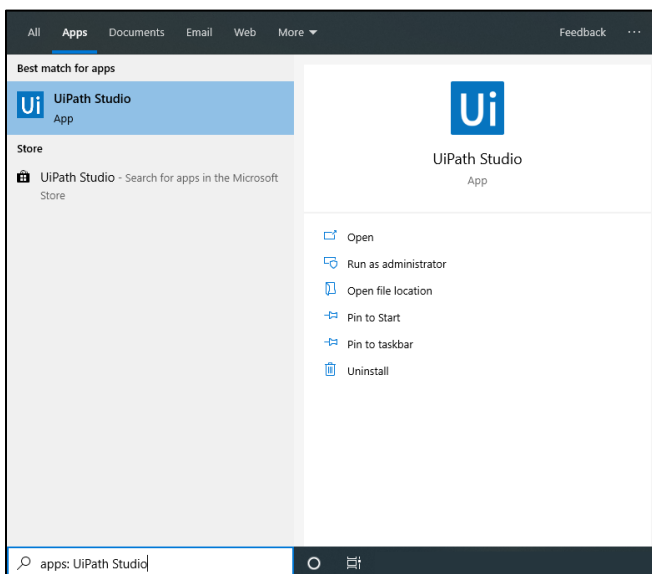 All Apps Documents Email Web More Feedback ...
Best match for apps
Ui UiPath Studio
App
Store
UiPath Studio - Search for apps in the Microsoft
Store
Ui
UiPath Studio
App
Open
Run as administrator
Open file location
Pin to Start
Pin to taskbar
Uninstall
apps: UiPath Studio